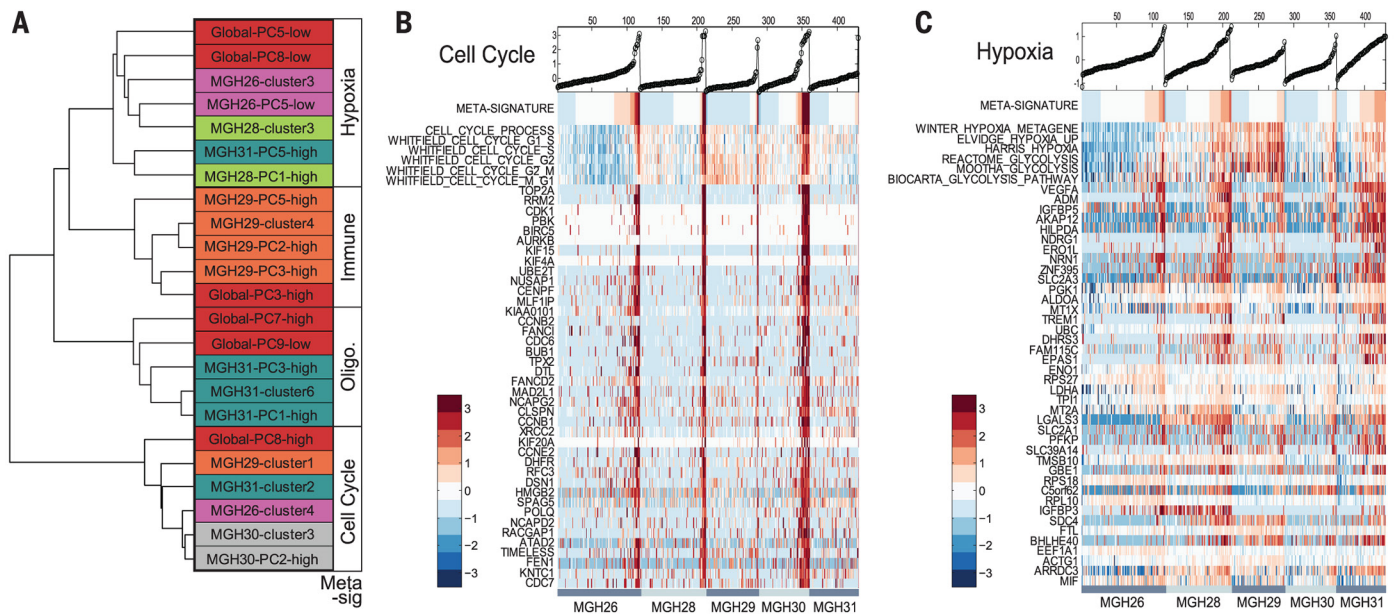 A
Global-PC5-low
Global-PC8-low
MGH26-cluster3
MGH26-PC5-low
MGH28-cluster3
MGH31-PC5-high
MGH28-PC1-high
Hypoxia
MGH29-PC5-high
MGH29-cluster4
MGH29-PC2-high
MGH29-PC3-high
Global-PC3-high
Immune
Global-PC7-high
Global-PC9-low
MGH31-PC3-high
MGH31-cluster6
MGH31-PC1-high
Oligo.
Global-PC8-high
MGH29-cluster1
MGH31-cluster2
MGH26-cluster4
MGH30-cluster3
MGH30-PC2-high
Cell Cycle
Meta
-sig
B
Cell Cycle
50 100 150 200 250 300 350 400
3
2
1
0
META-SIGNATURE
CELL_CYCLE_PROCESS
WHITFIELD_CELL_CYCLE_G1_S
WHITFIELD_CELL_CYCLE_S
WHITFIELD_CELL_CYCLE_G2
WHITFIELD_CELL_CYCLE_G2_M
WHITFIELD_CELL_CYCLE_M_G1
TOP2A
RRM2
CDK1
PBK
BIRC5
AURKB
KIF15
KIF4A
UBE2T
NUSAP1
CENPF
MLF1IP
KIAA0101
CCNB2
FANCI
CDC6
BUB1
TPX2
DTL
FANCD2
MAD2L1
NCAPG2
CLSPN
CCNB1
XRCC2
KIF20A
CCNE2
DHFR
RFC3
DSN1
HMGB2
SPAG5
POLQ
NCAPD2
RACGAP1
ATAD2
TIMELESS
FEN1
KNTC1
CDC7
3
2
1
0
−1
−2
−3
MGH26 MGH28 MGH29 MGH30 MGH31
C
Hypoxia
50 100 150 200 250 300 350 400
1
0
-1
META-SIGNATURE
WINTER_HYPOXIA_METAGENE
ELVIDGE_HYPOXIA_UP
HARRIS_HYPOXIA
REACTOME_GLYCOLYSIS
MOOTHA_GLYCOLYSIS
BIOCARTA_GLYCOLYSIS_PATHWAY
VEGFA
ADM
IGFBP5
AKAP12
HILPDA
NDRG1
ERO1L
NRN1
ZNF395
SLC2A3
PGK1
ALDOA
MT1X
TREM1
UBC
DHRS3
FAM115C
EPAS1
ENO1
RPS27
LDHA
TPI1
MT2A
LGALS3
SLC2A1
PFKP
SLC39A14
TMSB10
GBE1
RPS18
C5orf62
RPL10
IGFBP3
SDC4
FTL
BHLHE40
EEF1A1
ACTG1
ARRDC3
MIF
3
2
1
0
−1
−2
−3
MGH26 MGH28 MGH29 MGH30 MGH31